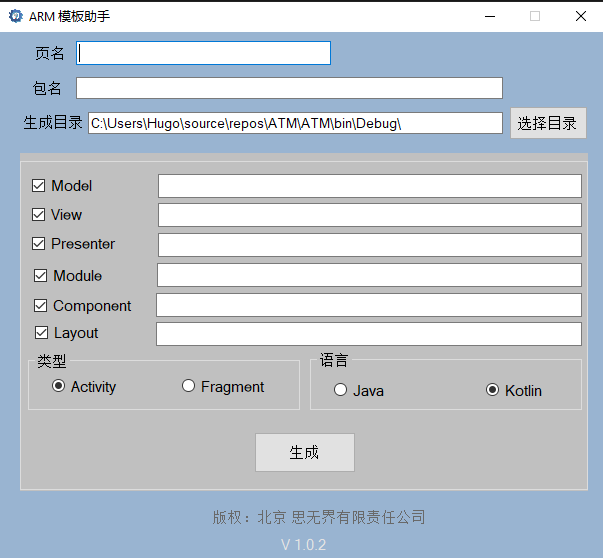 ARM 模板助手
页名
包名
生成目录 C:\Users\Hugo\source\repos\ATM\ATM\bin\Debug\ 选择目录
Model
View
Presenter
Module
Component
Layout
类型 语言
Activity Fragment Java Kotlin
生成
版权：北京 思无界有限责任公司
V 1.0.2